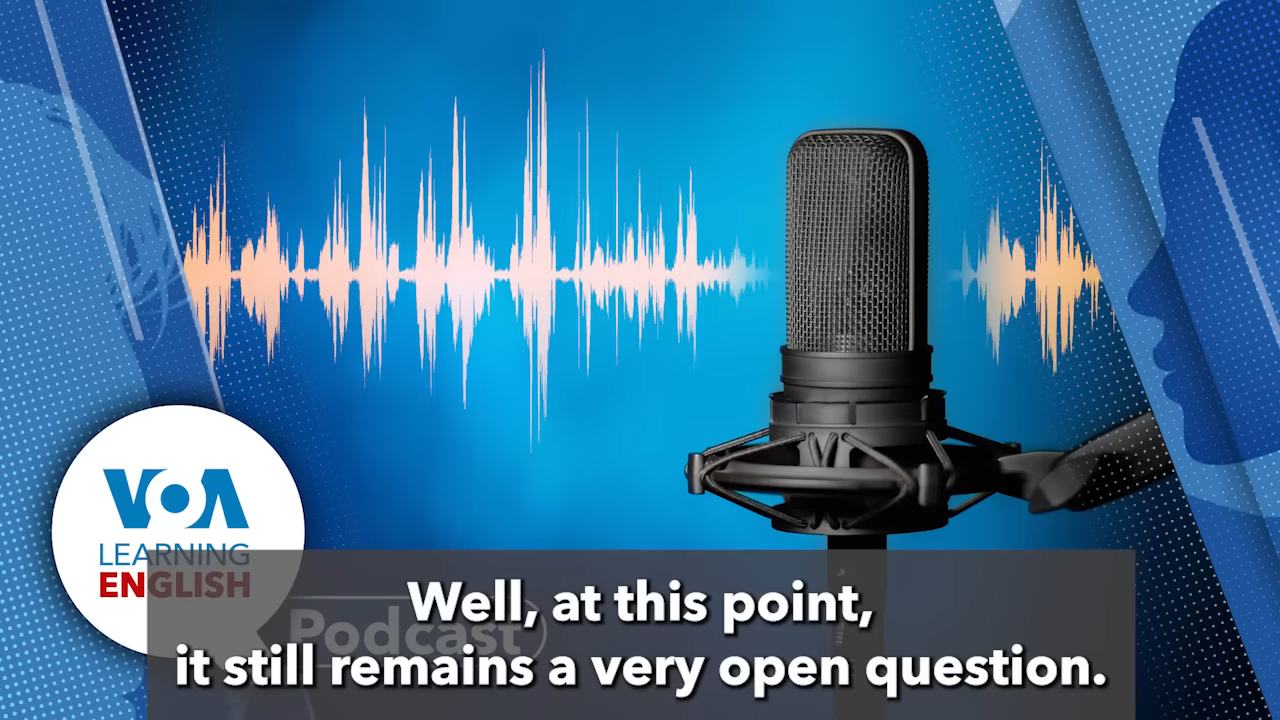 VOA
LEARNING
ENGLISH
Podcast
Well, at this point,
it still remains a very open question.